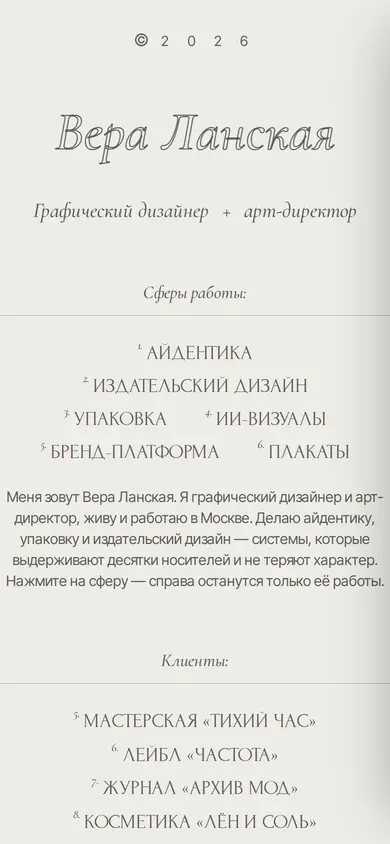 © 2 0 2 6
Вера Ланская
Графический дизайнер + арт-директор
Сферы работы:
1. АЙДЕНТИКА
2. ИЗДАТЕЛЬСКИЙ ДИЗАЙН
3. УПАКОВКА 4. ИИ-ВИЗУАЛЫ
5. БРЕНД-ПЛАТФОРМА 6. ПЛАКАТЫ
Меня зовут Вера Ланская. Я графический дизайнер и арт-
директор, живу и работаю в Москве. Делаю айдентику,
упаковку и издательский дизайн — системы, которые
выдерживают десятки носителей и не теряют характер.
Нажмите на сферу — справа останутся только её работы.
Клиенты:
5. МАСТЕРСКАЯ «ТИХИЙ ЧАС»
6. ЛЕЙБЛ «ЧАСТОТА»
7. ЖУРНАЛ «АРХИВ МОД»
8. КОСМЕТИКА «ЛЁН И СОЛЬ»